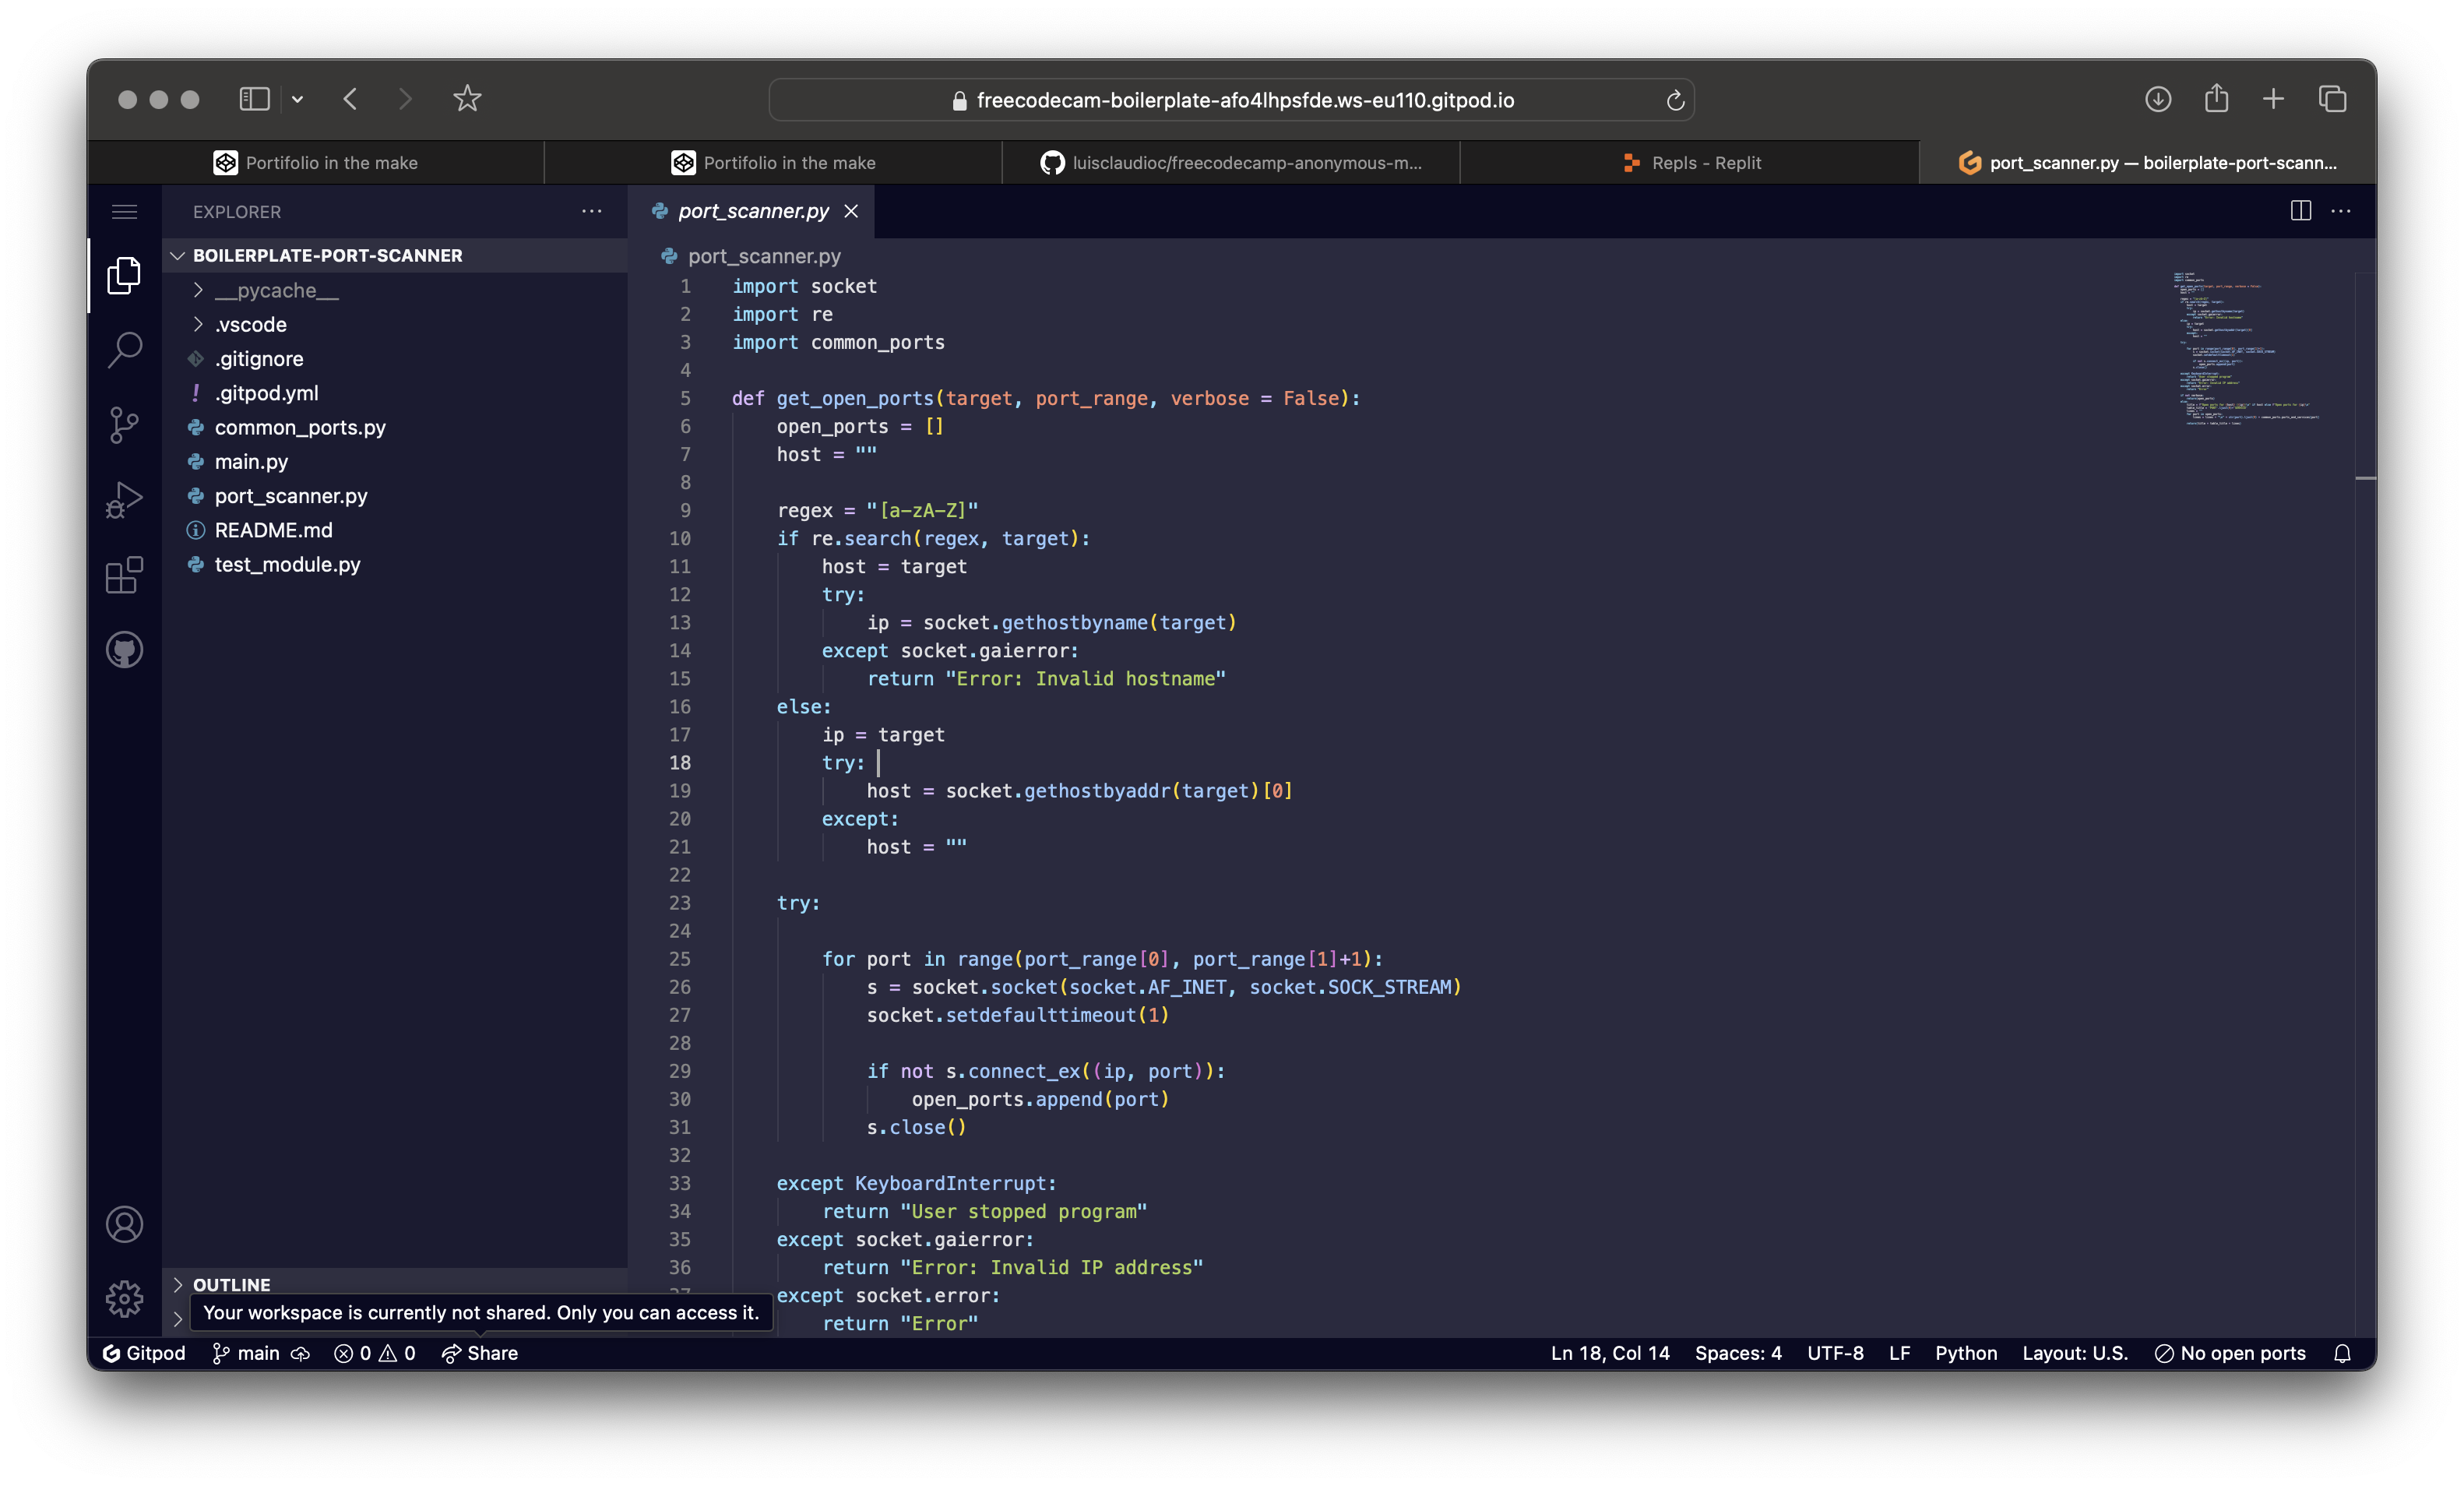 freecodecam-boilerplate-afo4lhpsfde.ws-eu110.gitpod.io
Portifolio in the make
Portifolio in the make
luisclaudioc/freecodecamp-anonymous-m...
Repls - Replit
port_scanner.py — boilerplate-port-scann...
EXPLORER
BOILERPLATE-PORT-SCANNER
__pycache__
.vscode
.gitignore
.gitpod.yml
common_ports.py
main.py
port_scanner.py
README.md
test_module.py
OUTLINE
Your workspace is currently not shared. Only you can access it.
port_scanner.py
port_scanner.py
1 import socket
2 import re
3 import common_ports
4
5 def get_open_ports(target, port_range, verbose = False):
6     open_ports = []
7     host = ""
8
9     regex = "[a-zA-Z]"
10     if re.search(regex, target):
11         host = target
12         try:
13             ip = socket.gethostbyname(target)
14         except socket.gaierror:
15             return "Error: Invalid hostname"
16     else:
17         ip = target
18         try:
19             host = socket.gethostbyaddr(target)[0]
20         except:
21             host = ""
22
23     try:
24
25         for port in range(port_range[0], port_range[1]+1):
26             s = socket.socket(socket.AF_INET, socket.SOCK_STREAM)
27             socket.setdefaulttimeout(1)
28
29             if not s.connect_ex((ip, port)):
30                 open_ports.append(port)
31             s.close()
32
33     except KeyboardInterrupt:
34         return "User stopped program"
35     except socket.gaierror:
36         return "Error: Invalid IP address"
37     except socket.error:
        return "Error"
Gitpod main 0 0 Share Ln 18, Col 14 Spaces: 4 UTF-8 LF Python Layout: U.S. No open ports